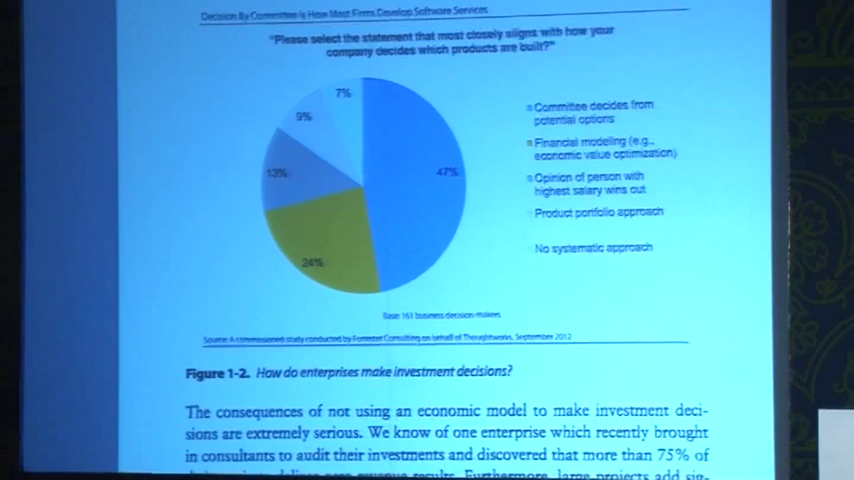 Decision By Committee Is How Most Firms Develop Software Services
"Please select the statement that most closely aligns with how your
company decides which products are built?"
7%
9%
13%
47%
24%
Committee decides from
potential options
Financial modeling (e.g.,
economic value optimization)
Opinion of person with
highest salary wins out
Product portfolio approach
No systematic approach
Base: 161 business decision-makers
Source: A commissioned study conducted by Forrester Consulting on behalf of Thoughtworks, September 2012
Figure 1-2. How do enterprises make investment decisions?
The consequences of not using an economic model to make investment deci-
sions are extremely serious. We know of one enterprise which recently brought
in consultants to audit their investments and discovered that more than 75% of
results. Furthermore, large projects add sig-